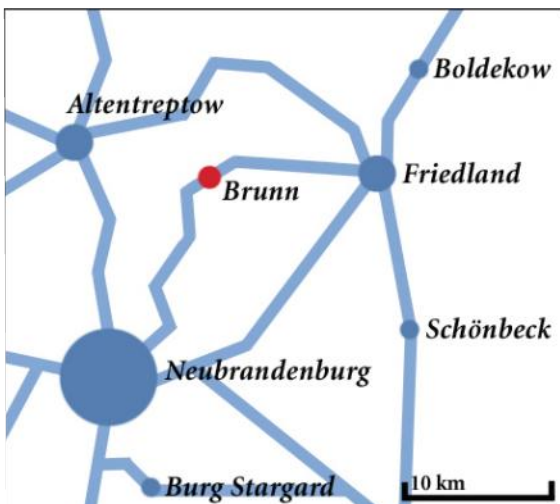 Boldekow
Altentreptow
Friedland
Brunn
Schönbeck
Neubrandenburg
10 km
Burg Stargard